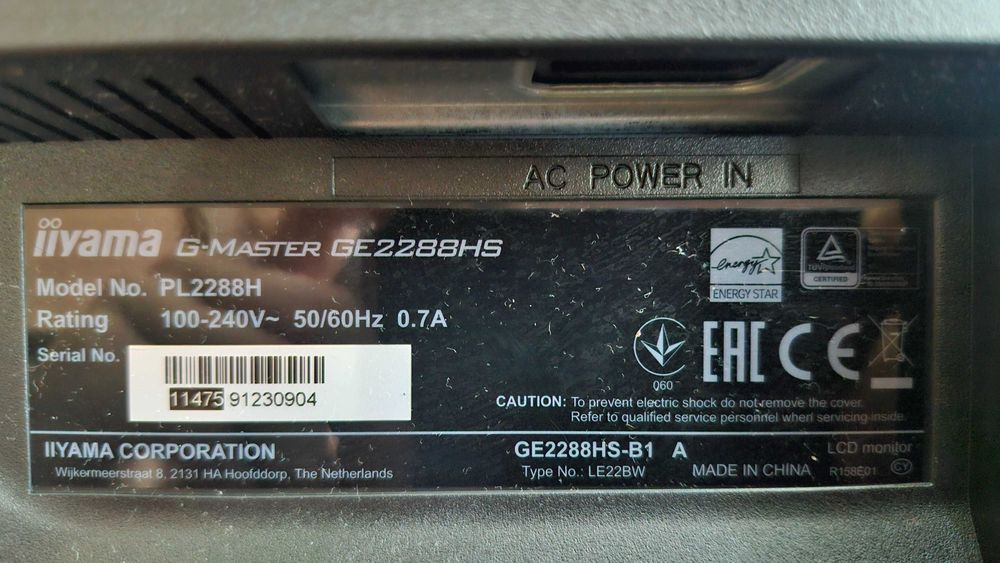 AC POWER IN
iiyama G-MASTER GE2288HS
Model No. PL2288H
Rating 100-240V~ 50/60Hz 0.7A
Serial No.
11475 91230904
energy
ENERGY STAR
CERTIFIED
Q60
EAC CE
CAUTION: To prevent electric shock do not remove the cover.
Refer to qualified service personnel when servicing inside.
IIYAMA CORPORATION
Wijkermeerstraat 8, 2131 HA Hoofddorp, The Netherlands
GE2288HS-B1 A
LCD monitor
Type No.: LE22BW
MADE IN CHINA
R158E01
CY